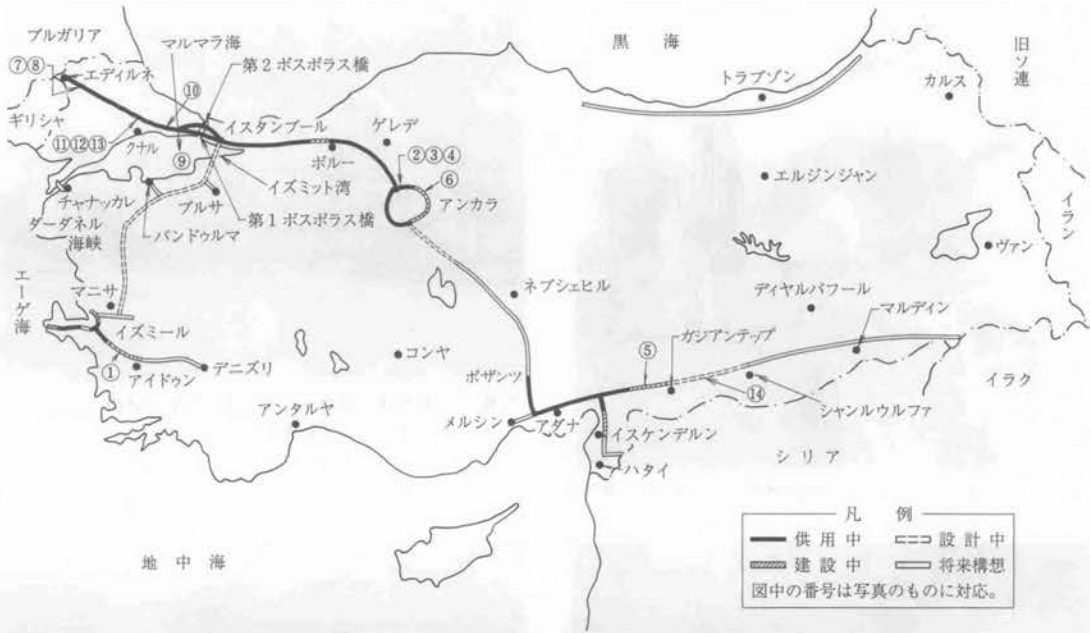 ブルガリア
マルマラ海
第2ボスポラス橋
黒海
旧ソ連
⑦⑧
エディルネ
⑩
トラブゾン
カルス
ギリシャ
イスタンブール
ゲレデ
⑪⑫⑬
クナル
⑨
ボルー
②③④
⑥
アンカラ
イズミット湾
エルジンジャン
イラン
チャナッカレ
ダーダネル
海峡
ブルサ
第1ボスポラス橋
バンドゥルマ
ヴァン
エーゲ海
マニサ
ネブシェヒル
ディヤルバフール
マルディン
イズミール
ガジアンテップ
コンヤ
⑤
①
アイドゥン
デニズリ
ポザンツ
イラク
⑭
シャンルウルファ
アンタルヤ
メルシン
アダナ
イスケンデルン
シリア
ハタイ
地中海
凡例
供用中
設計中
建設中
将来構想
図中の番号は写真のものに対応。